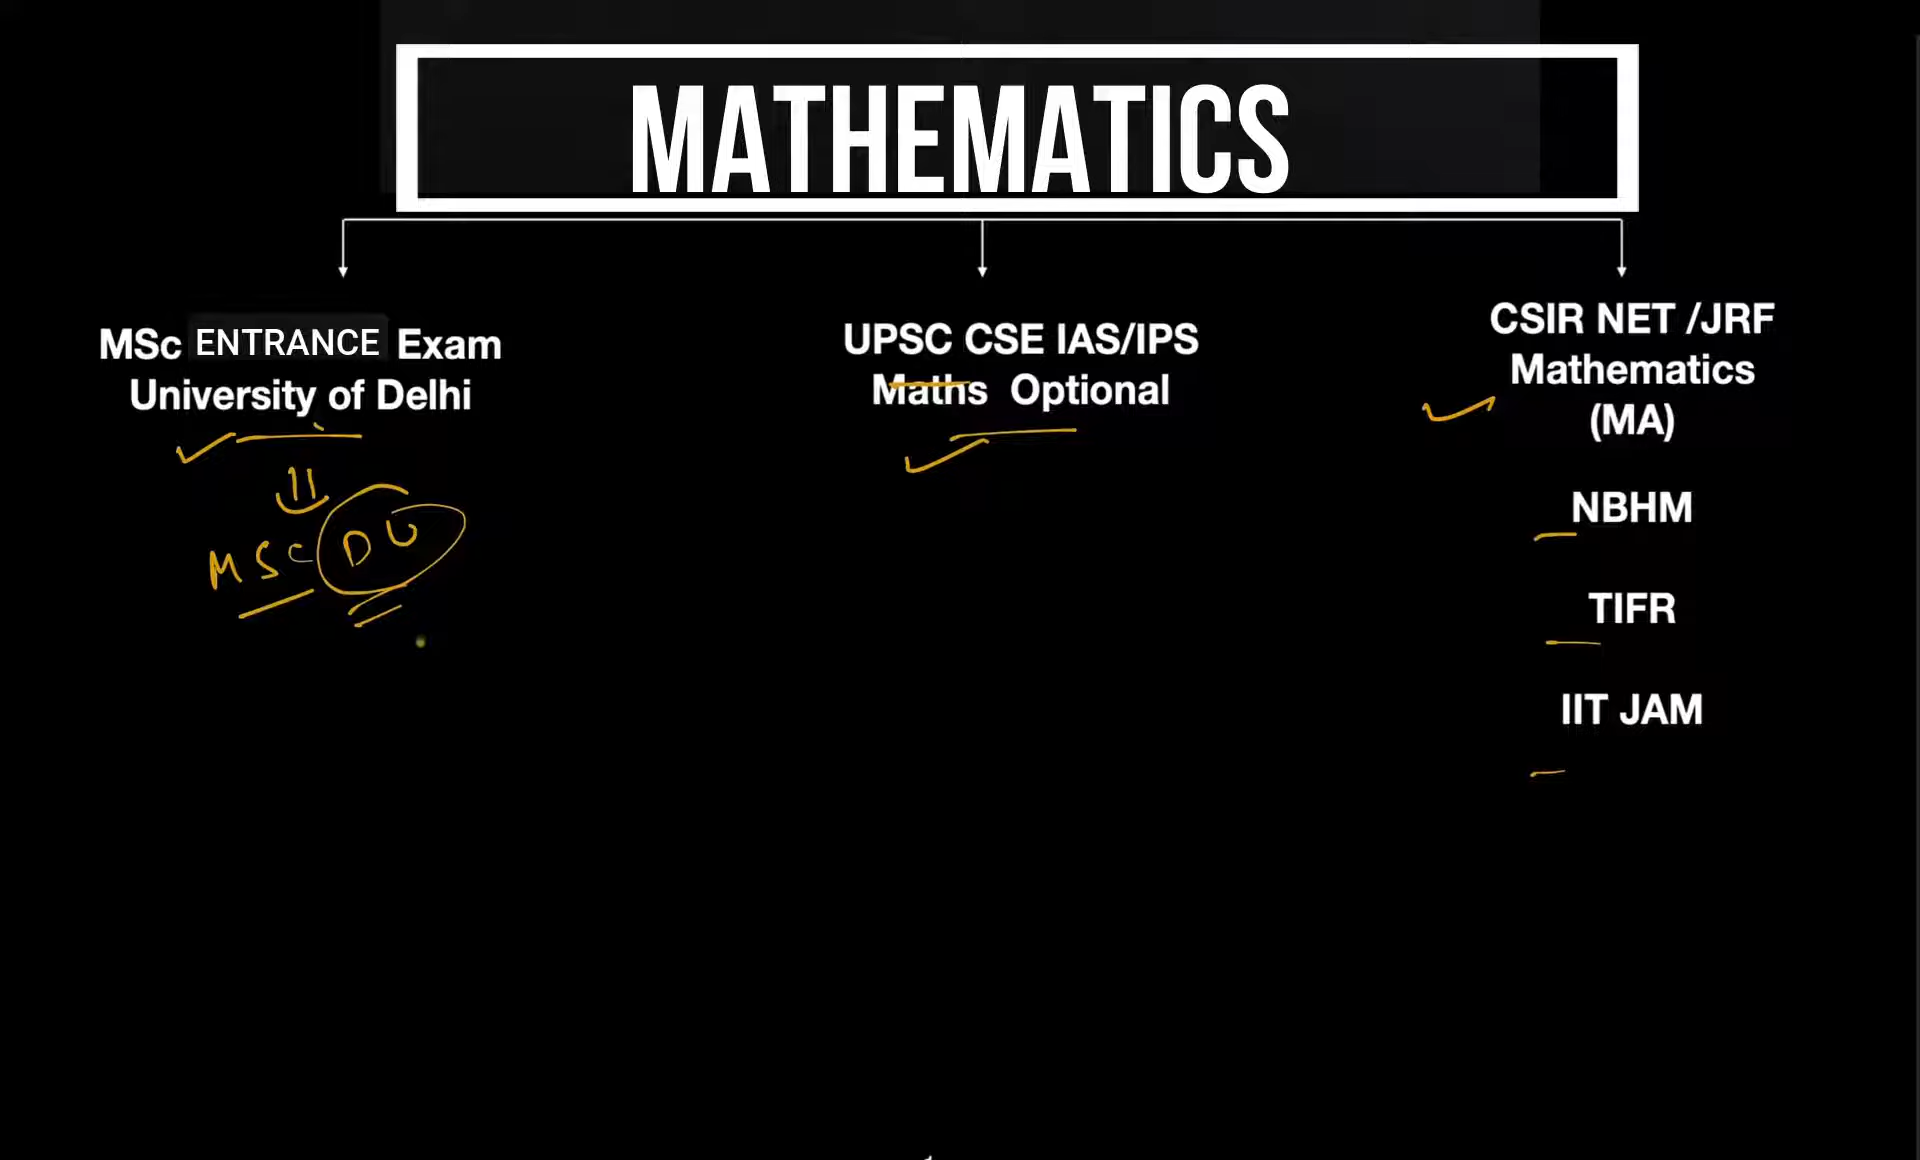 MATHEMATICS
MSc ENTRANCE Exam
University of Delhi
MSC DU
UPSC CSE IAS/IPS
Maths Optional
CSIR NET /JRF
Mathematics
(MA)
NBHM
TIFR
IIT JAM